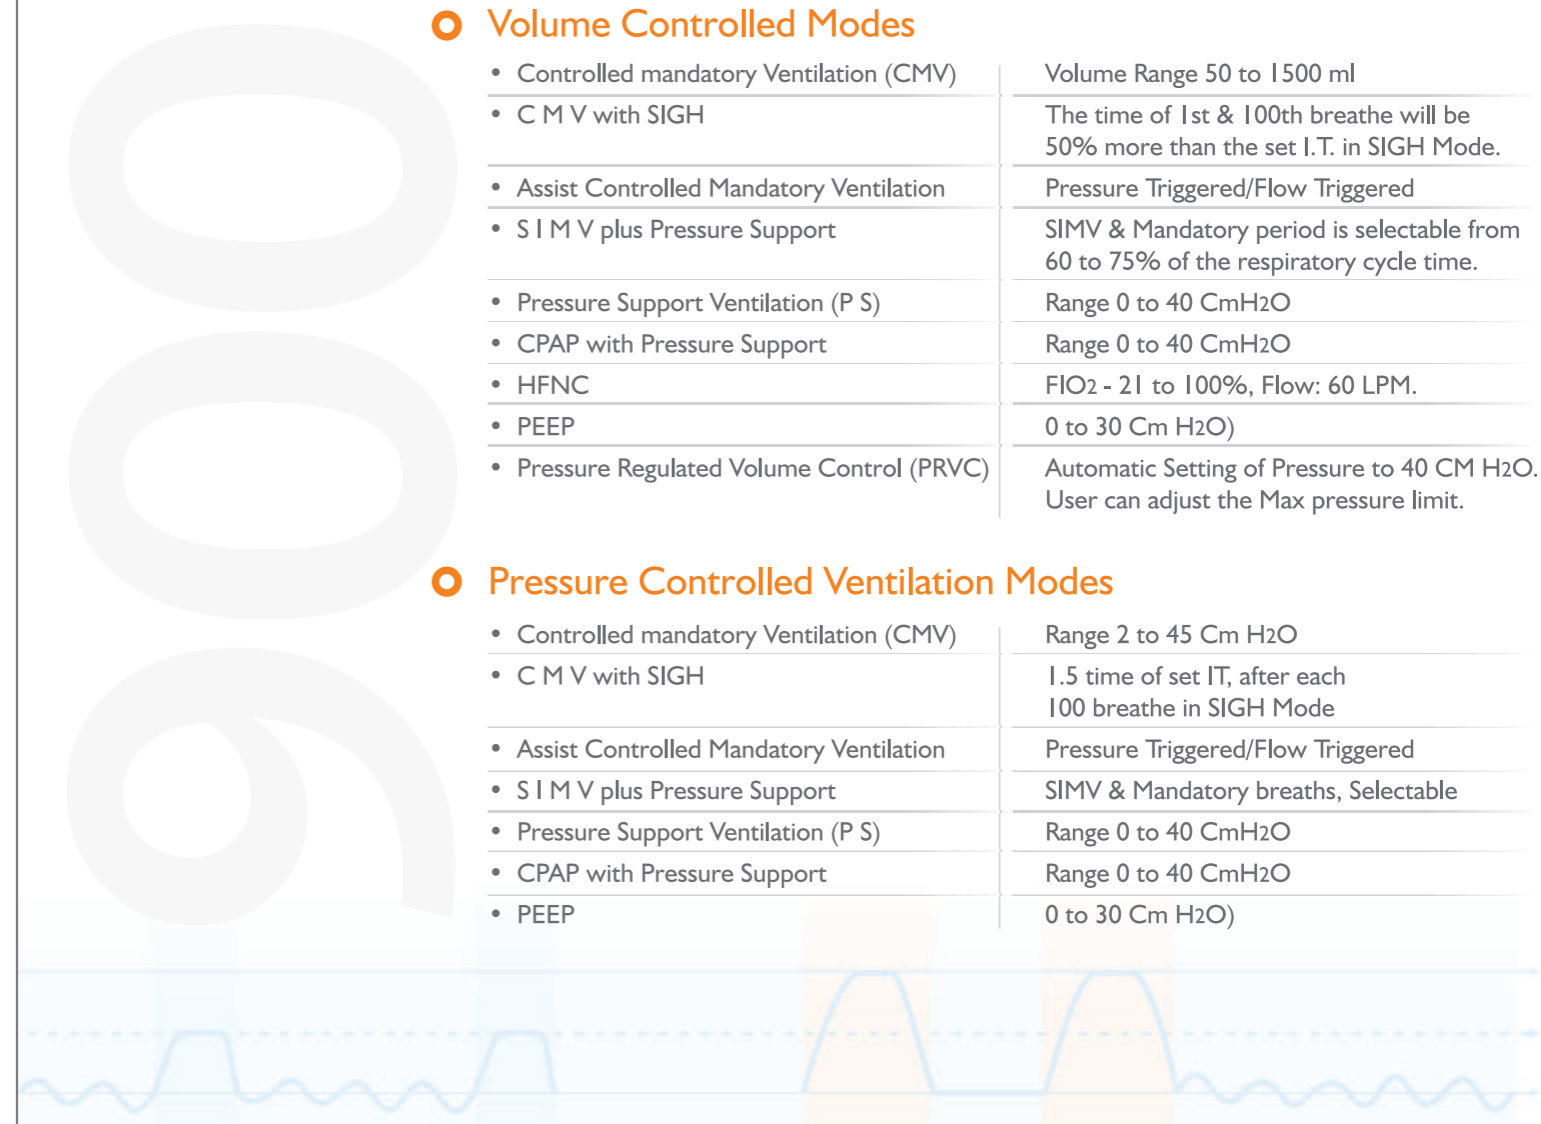 9000
Volume Controlled Modes
• Controlled mandatory Ventilation (CMV) Volume Range 50 to 1500 ml
• C M V with SIGH The time of 1st & 100th breathe will be
50% more than the set I.T. in SIGH Mode.
• Assist Controlled Mandatory Ventilation Pressure Triggered/Flow Triggered
• S I M V plus Pressure Support SIMV & Mandatory period is selectable from
60 to 75% of the respiratory cycle time.
• Pressure Support Ventilation (P S) Range 0 to 40 CmH2O
• CPAP with Pressure Support Range 0 to 40 CmH2O
• HFNC FIO2 - 21 to 100%, Flow: 60 LPM.
• PEEP 0 to 30 Cm H2O)
• Pressure Regulated Volume Control (PRVC) Automatic Setting of Pressure to 40 CM H2O.
User can adjust the Max pressure limit.
Pressure Controlled Ventilation Modes
• Controlled mandatory Ventilation (CMV) Range 2 to 45 Cm H2O
• C M V with SIGH 1.5 time of set IT, after each
100 breathe in SIGH Mode
• Assist Controlled Mandatory Ventilation Pressure Triggered/Flow Triggered
• S I M V plus Pressure Support SIMV & Mandatory breaths, Selectable
• Pressure Support Ventilation (P S) Range 0 to 40 CmH2O
• CPAP with Pressure Support Range 0 to 40 CmH2O
• PEEP 0 to 30 Cm H2O)